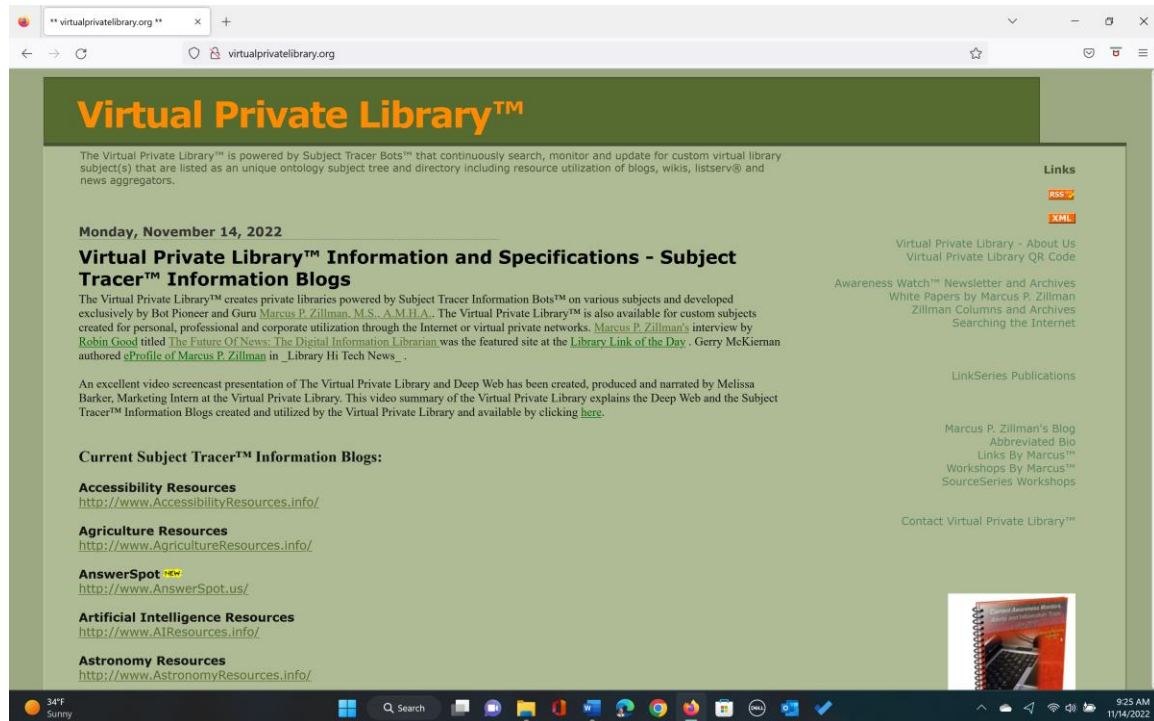 ** virtualprivatelibrary.org **
virtualprivatelibrary.org
Virtual Private Library™
The Virtual Private Library™ is powered by Subject Tracer Bots™ that continuously search, monitor and update for custom virtual library
subject(s) that are listed as an unique ontology subject tree and directory including resource utilization of blogs, wikis, listserv® and
news aggregators.
Monday, November 14, 2022
Virtual Private Library™ Information and Specifications - Subject
Tracer™ Information Blogs
The Virtual Private Library™ creates private libraries powered by Subject Tracer Information Bots™ on various subjects and developed
exclusively by Bot Pioneer and Guru Marcus P. Zillman, M.S., A.M.H.A.. The Virtual Private Library™ is also available for custom subjects
created for personal, professional and corporate utilization through the Internet or virtual private networks. Marcus P. Zillman's interview by
Robin Good titled The Future Of News: The Digital Information Librarian was the featured site at the Library Link of the Day . Gerry McKiernan
authored eProfile of Marcus P. Zillman in _Library Hi Tech News_ .
An excellent video screencast presentation of The Virtual Private Library and Deep Web has been created, produced and narrated by Melissa
Barker, Marketing Intern at the Virtual Private Library. This video summary of the Virtual Private Library explains the Deep Web and the Subject
Tracer™ Information Blogs created and utilized by the Virtual Private Library and available by clicking here.
Current Subject Tracer™ Information Blogs:
Accessibility Resources
http://www.AccessibilityResources.info/
Agriculture Resources
http://www.AgricultureResources.info/
AnswerSpot NEW
http://www.AnswerSpot.us/
Artificial Intelligence Resources
http://www.AIResources.info/
Astronomy Resources
http://www.AstronomyResources.info/
Links
RSS
XML
Virtual Private Library - About Us
Virtual Private Library QR Code
Awareness Watch™ Newsletter and Archives
White Papers by Marcus P. Zillman
Zillman Columns and Archives
Searching the Internet
LinkSeries Publications
Marcus P. Zillman's Blog
Abbreviated Bio
Links By Marcus™
Workshops By Marcus™
SourceSeries Workshops
Contact Virtual Private Library™
34°F
Sunny
Search
DELL
9:25 AM
11/14/2022